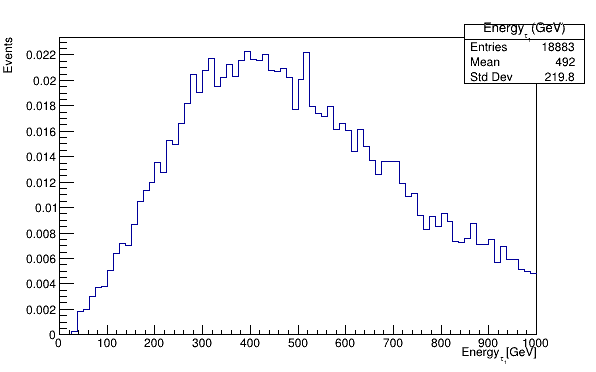 Energy_τ₁(GeV)
Entries 18883
Mean 492
Std Dev 219.8
Events
0.022
0.02
0.018
0.016
0.014
0.012
0.01
0.008
0.006
0.004
0.002
0
0 100 200 300 400 500 600 700 800 900 1000
Energy_τ₁[GeV]